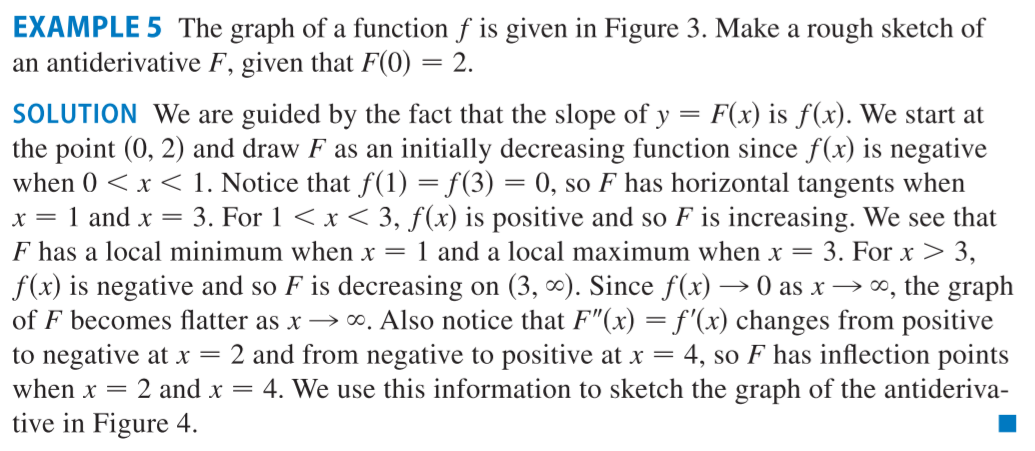 EXAMPLE 5 The graph of a function f is given in Figure 3. Make a rough sketch of
an antiderivative F, given that F(0) = 2.
SOLUTION We are guided by the fact that the slope of y = F(x) is f(x). We start at
the point (0, 2) and draw F as an initially decreasing function since f(x) is negative
when 0 < x < 1. Notice that f(1) = f(3) = 0, so F has horizontal tangents when
x = 1 and x = 3. For 1 < x < 3, f(x) is positive and so F is increasing. We see that
F has a local minimum when x = 1 and a local maximum when x = 3. For x > 3,
f(x) is negative and so F is decreasing on (3, ∞). Since f(x) → 0 as x → ∞, the graph
of F becomes flatter as x → ∞. Also notice that F″(x) = f′(x) changes from positive
to negative at x = 2 and from negative to positive at x = 4, so F has inflection points
when x = 2 and x = 4. We use this information to sketch the graph of the antideriva-
tive in Figure 4.